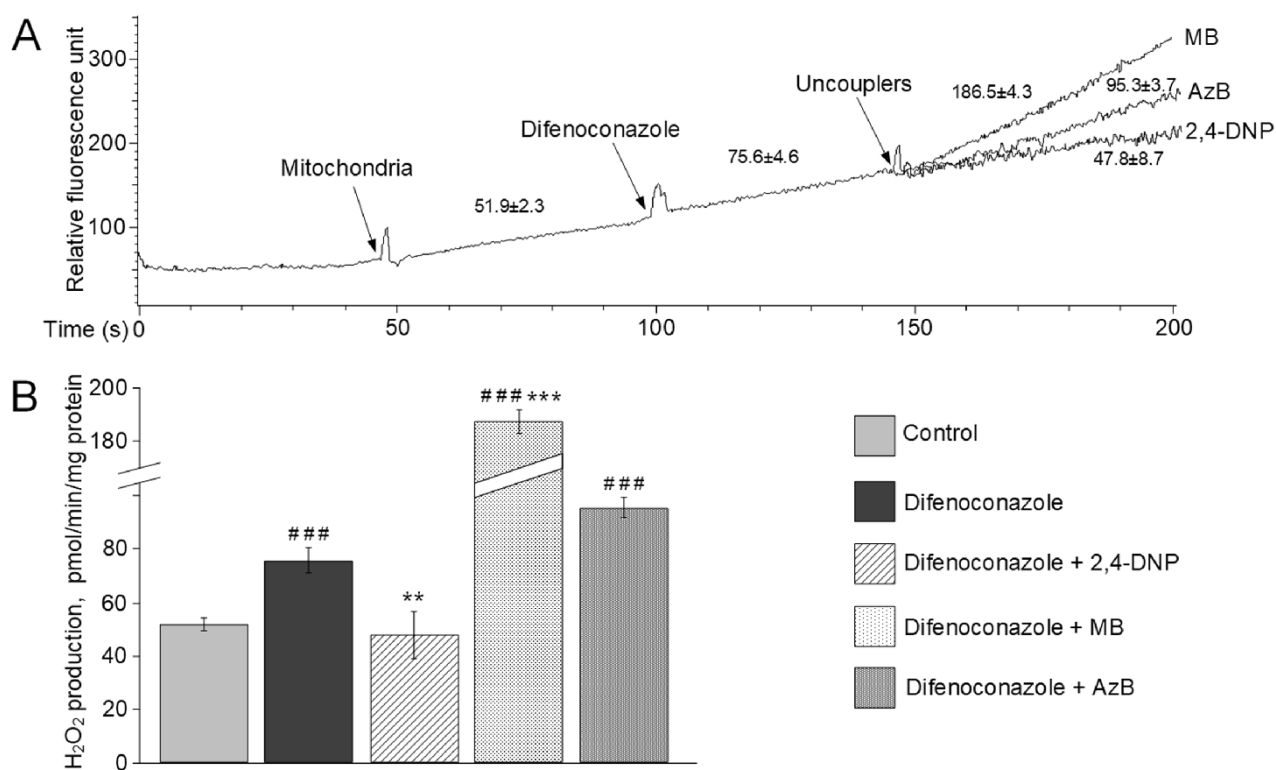 A
Relative fluorescence unit
300
200
100
Mitochondria
51.9±2.3
Difenoconazole
75.6±4.6
Uncouplers
186.5±4.3
95.3±3.7
47.8±8.7
MB
AzB
2,4-DNP
Time (s)
0
50
100
150
200
B
H₂O₂ production, pmol/min/mg protein
200
180
80
60
40
20
0
###
**
### ***
###
Control
Difenoconazole
Difenoconazole + 2,4-DNP
Difenoconazole + MB
Difenoconazole + AzB